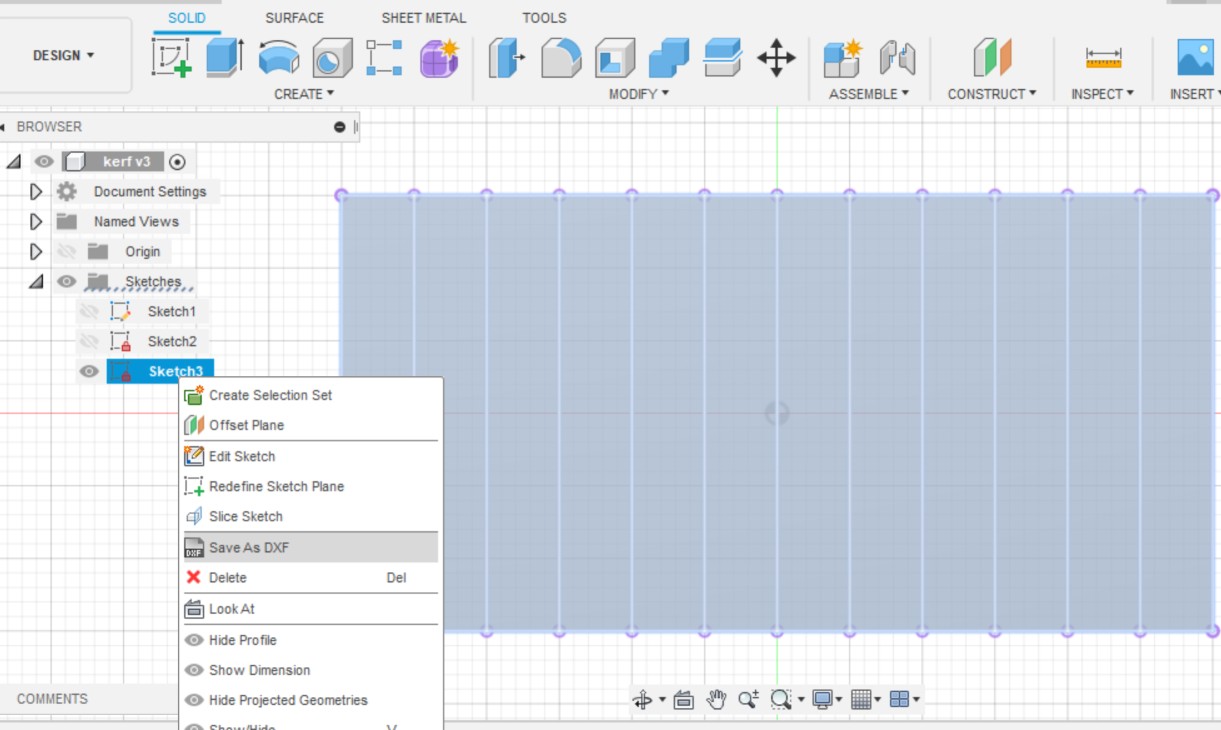 SOLID SURFACE SHEET METAL TOOLS
DESIGN
CREATE MODIFY ASSEMBLE CONSTRUCT INSPECT INSERT
BROWSER
kerf v3
Document Settings
Named Views
Origin
Sketches
Sketch1
Sketch2
Sketch3
Create Selection Set
Offset Plane
Edit Sketch
Redefine Sketch Plane
Slice Sketch
DXF Save As DXF
Delete Del
Look At
Hide Profile
Show Dimension
Hide Projected Geometries
Show/Hide V
COMMENTS